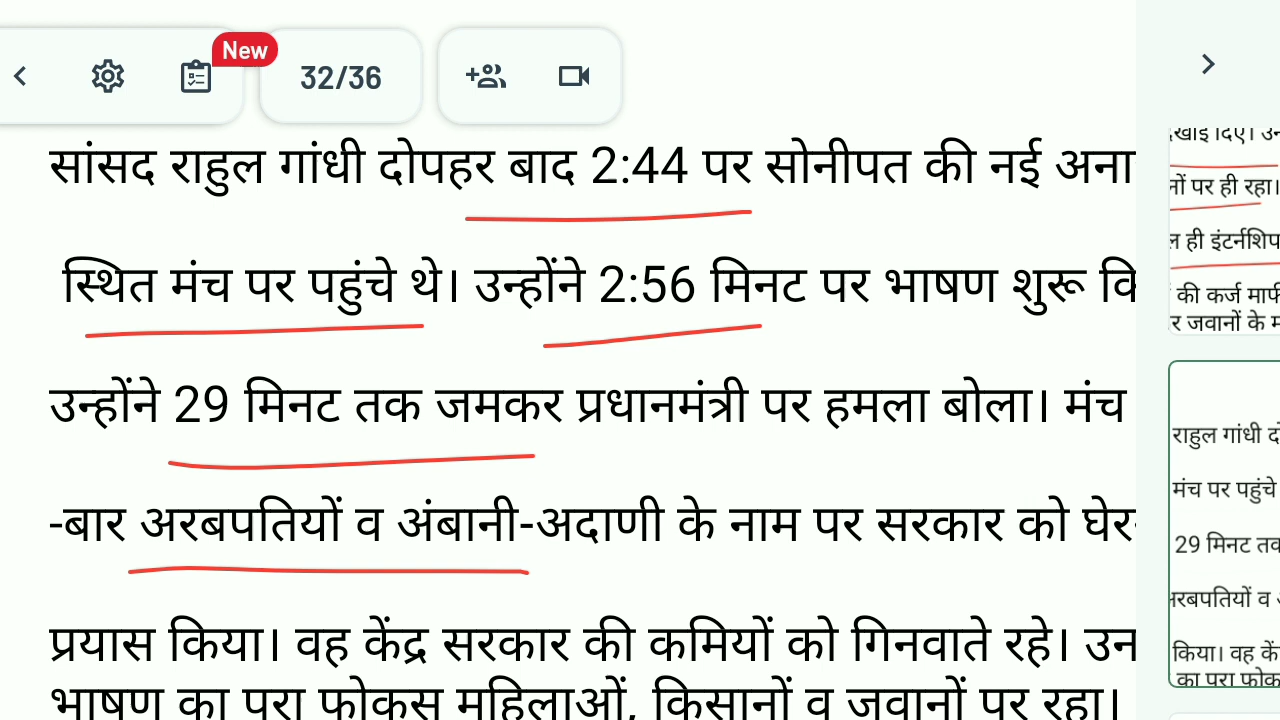 New
32/36
सांसद राहुल गांधी दोपहर बाद 2:44 पर सोनीपत की नई अना
स्थित मंच पर पहुंचे थे। उन्होंने 2:56 मिनट पर भाषण शुरू कि
उन्होंने 29 मिनट तक जमकर प्रधानमंत्री पर हमला बोला। मंच
-बार अरबपतियों व अंबानी-अदाणी के नाम पर सरकार को घेर
प्रयास किया। वह केंद्र सरकार की कमियों को गिनवाते रहे। उन
भाषण का पूरा फोकस महिलाओं, किसानों व जवानों पर रहा।
पर ही रहा।
ल ही इंटर्नशिप
की कर्ज माफी
र जवानों के म
राहुल गांधी दो
मंच पर पहुंचे
29 मिनट तक
रबपतियों व
किया। वह कें
का पूरा फोक